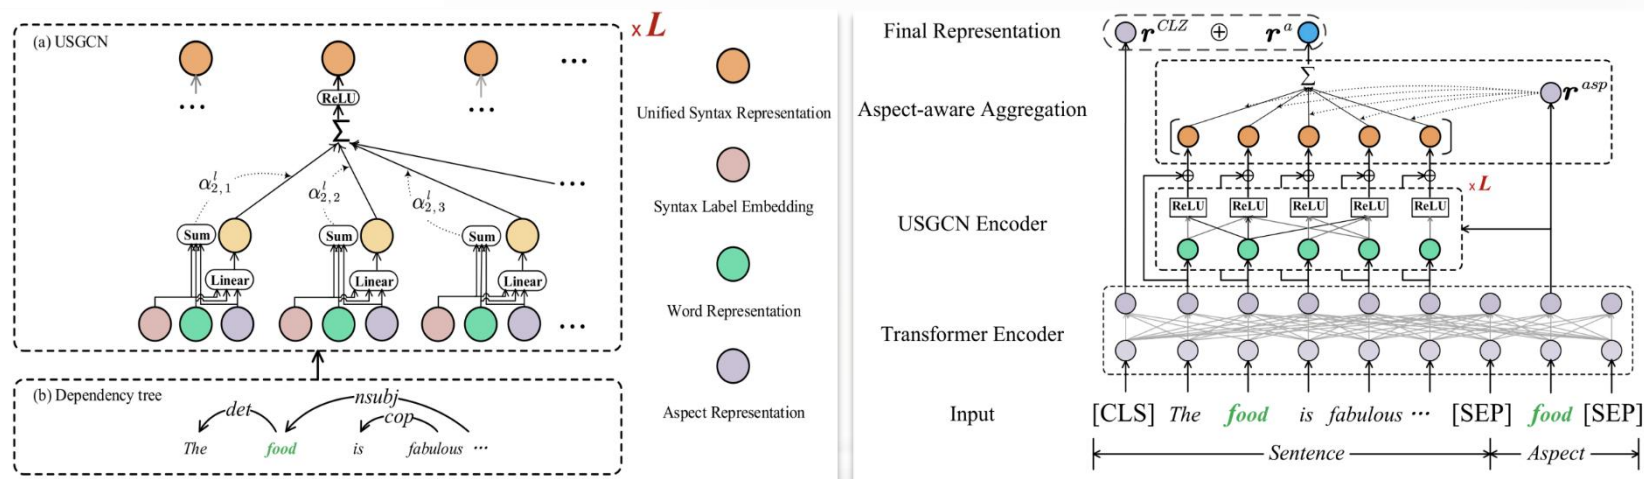 (a) USGCN
x L
...
ReLU
... ...
Σ
α^l_{2,1} α^l_{2,2} α^l_{2,3} ...
Sum Sum Sum
Linear Linear Linear
...
Unified Syntax Representation
Syntax Label Embedding
Word Representation
Aspect Representation
(b) Dependency tree
det nsubj
cop
The food is fabulous ...
Final Representation
r^{CLZ} ⊕ r^a
Σ
Aspect-aware Aggregation
r^{asp}
⊕ ⊕ ⊕ ⊕ ⊕
x L
ReLU ReLU ReLU ReLU ReLU
USGCN Encoder
Transformer Encoder
Input
[CLS] The food is fabulous ... [SEP] food [SEP]
Sentence Aspect